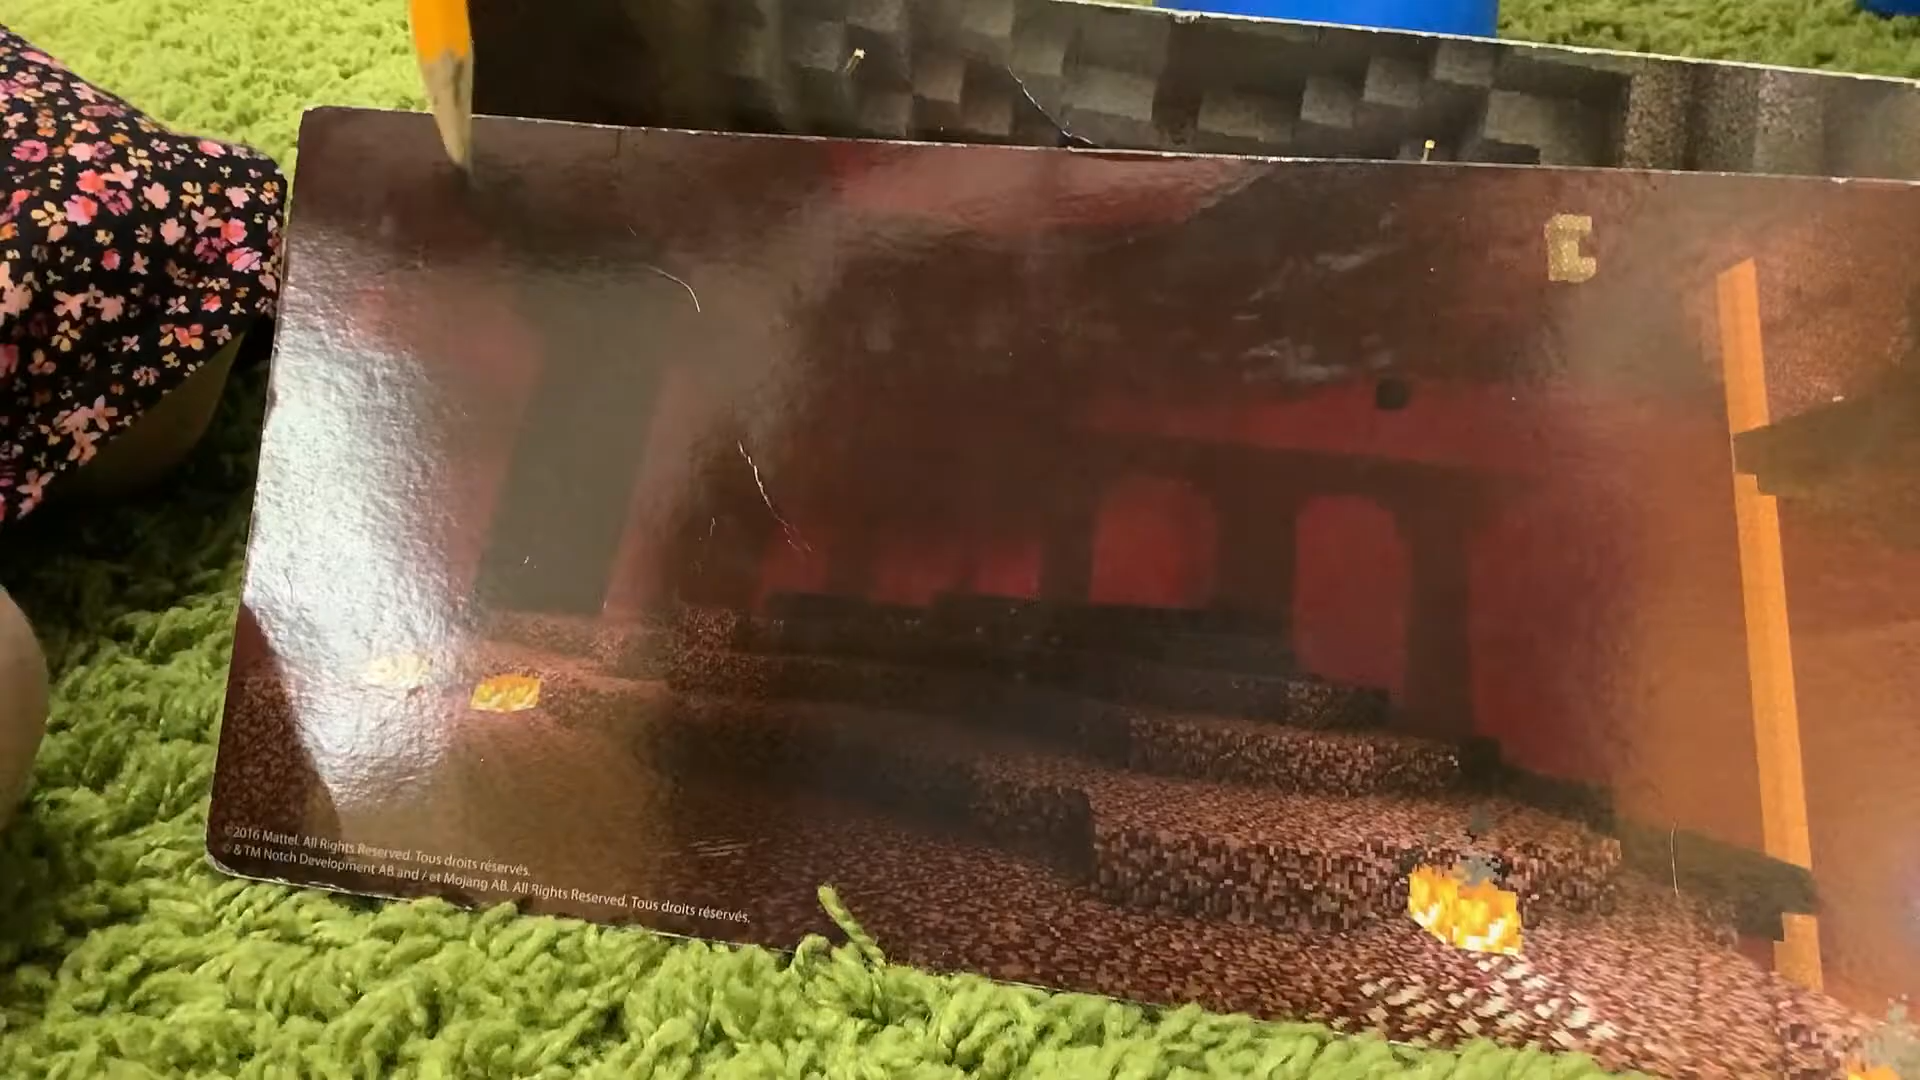 ©2016 Mattel. All Rights Reserved. Tous droits réservés.
© & TM Notch Development AB and / et Mojang AB. All Rights Reserved. Tous droits réservés.